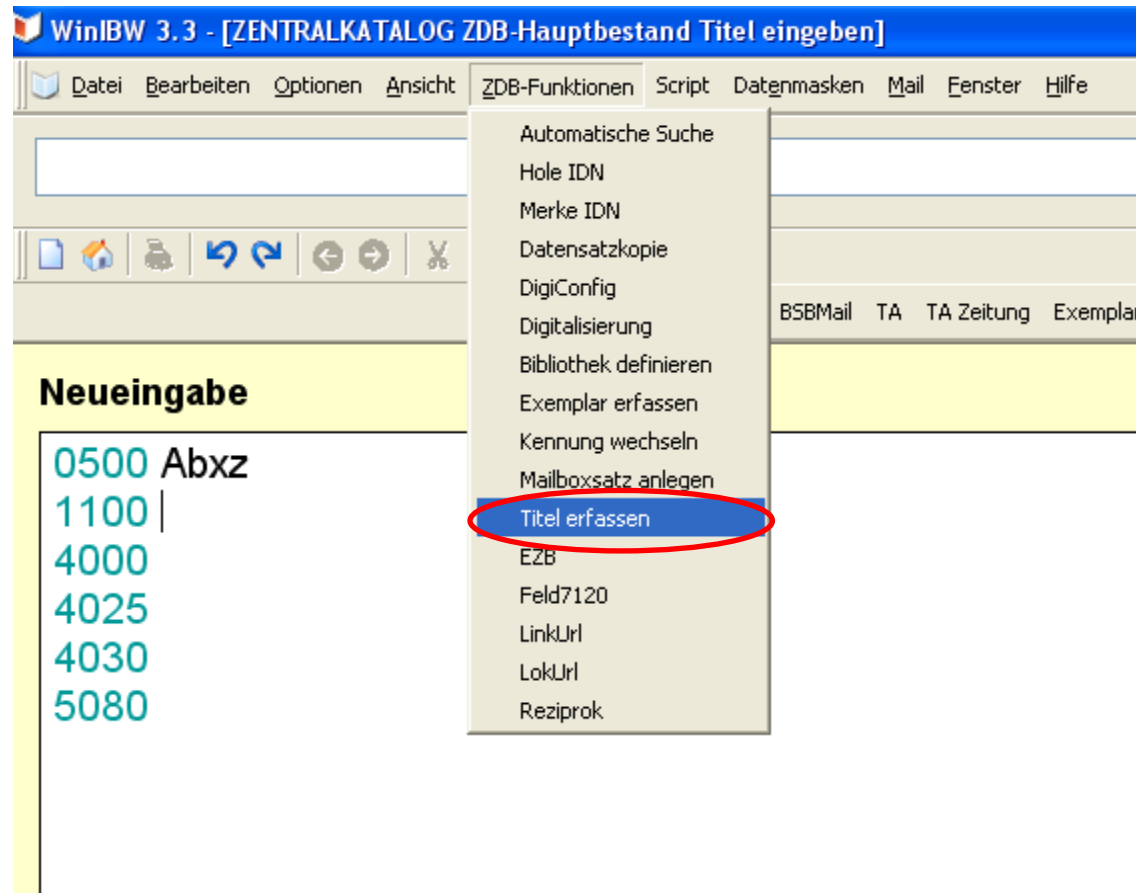 WinIBW 3.3 - [ZENTRALKATALOG ZDB-Hauptbestand Titel eingeben]
Datei Bearbeiten Optionen Ansicht ZDB-Funktionen Script Datenmasken Mail Fenster Hilfe
Automatische Suche
Hole IDN
Merke IDN
Datensatzkopie
DigiConfig
Digitalisierung
Bibliothek definieren
Exemplar erfassen
Kennung wechseln
Mailboxsatz anlegen
Titel erfassen
EZB
Feld7120
LinkUrl
LokUrl
Reziprok
BSBMail TA TA Zeitung Exemplar
Neueingabe
0500 Abxz
1100
4000
4025
4030
5080